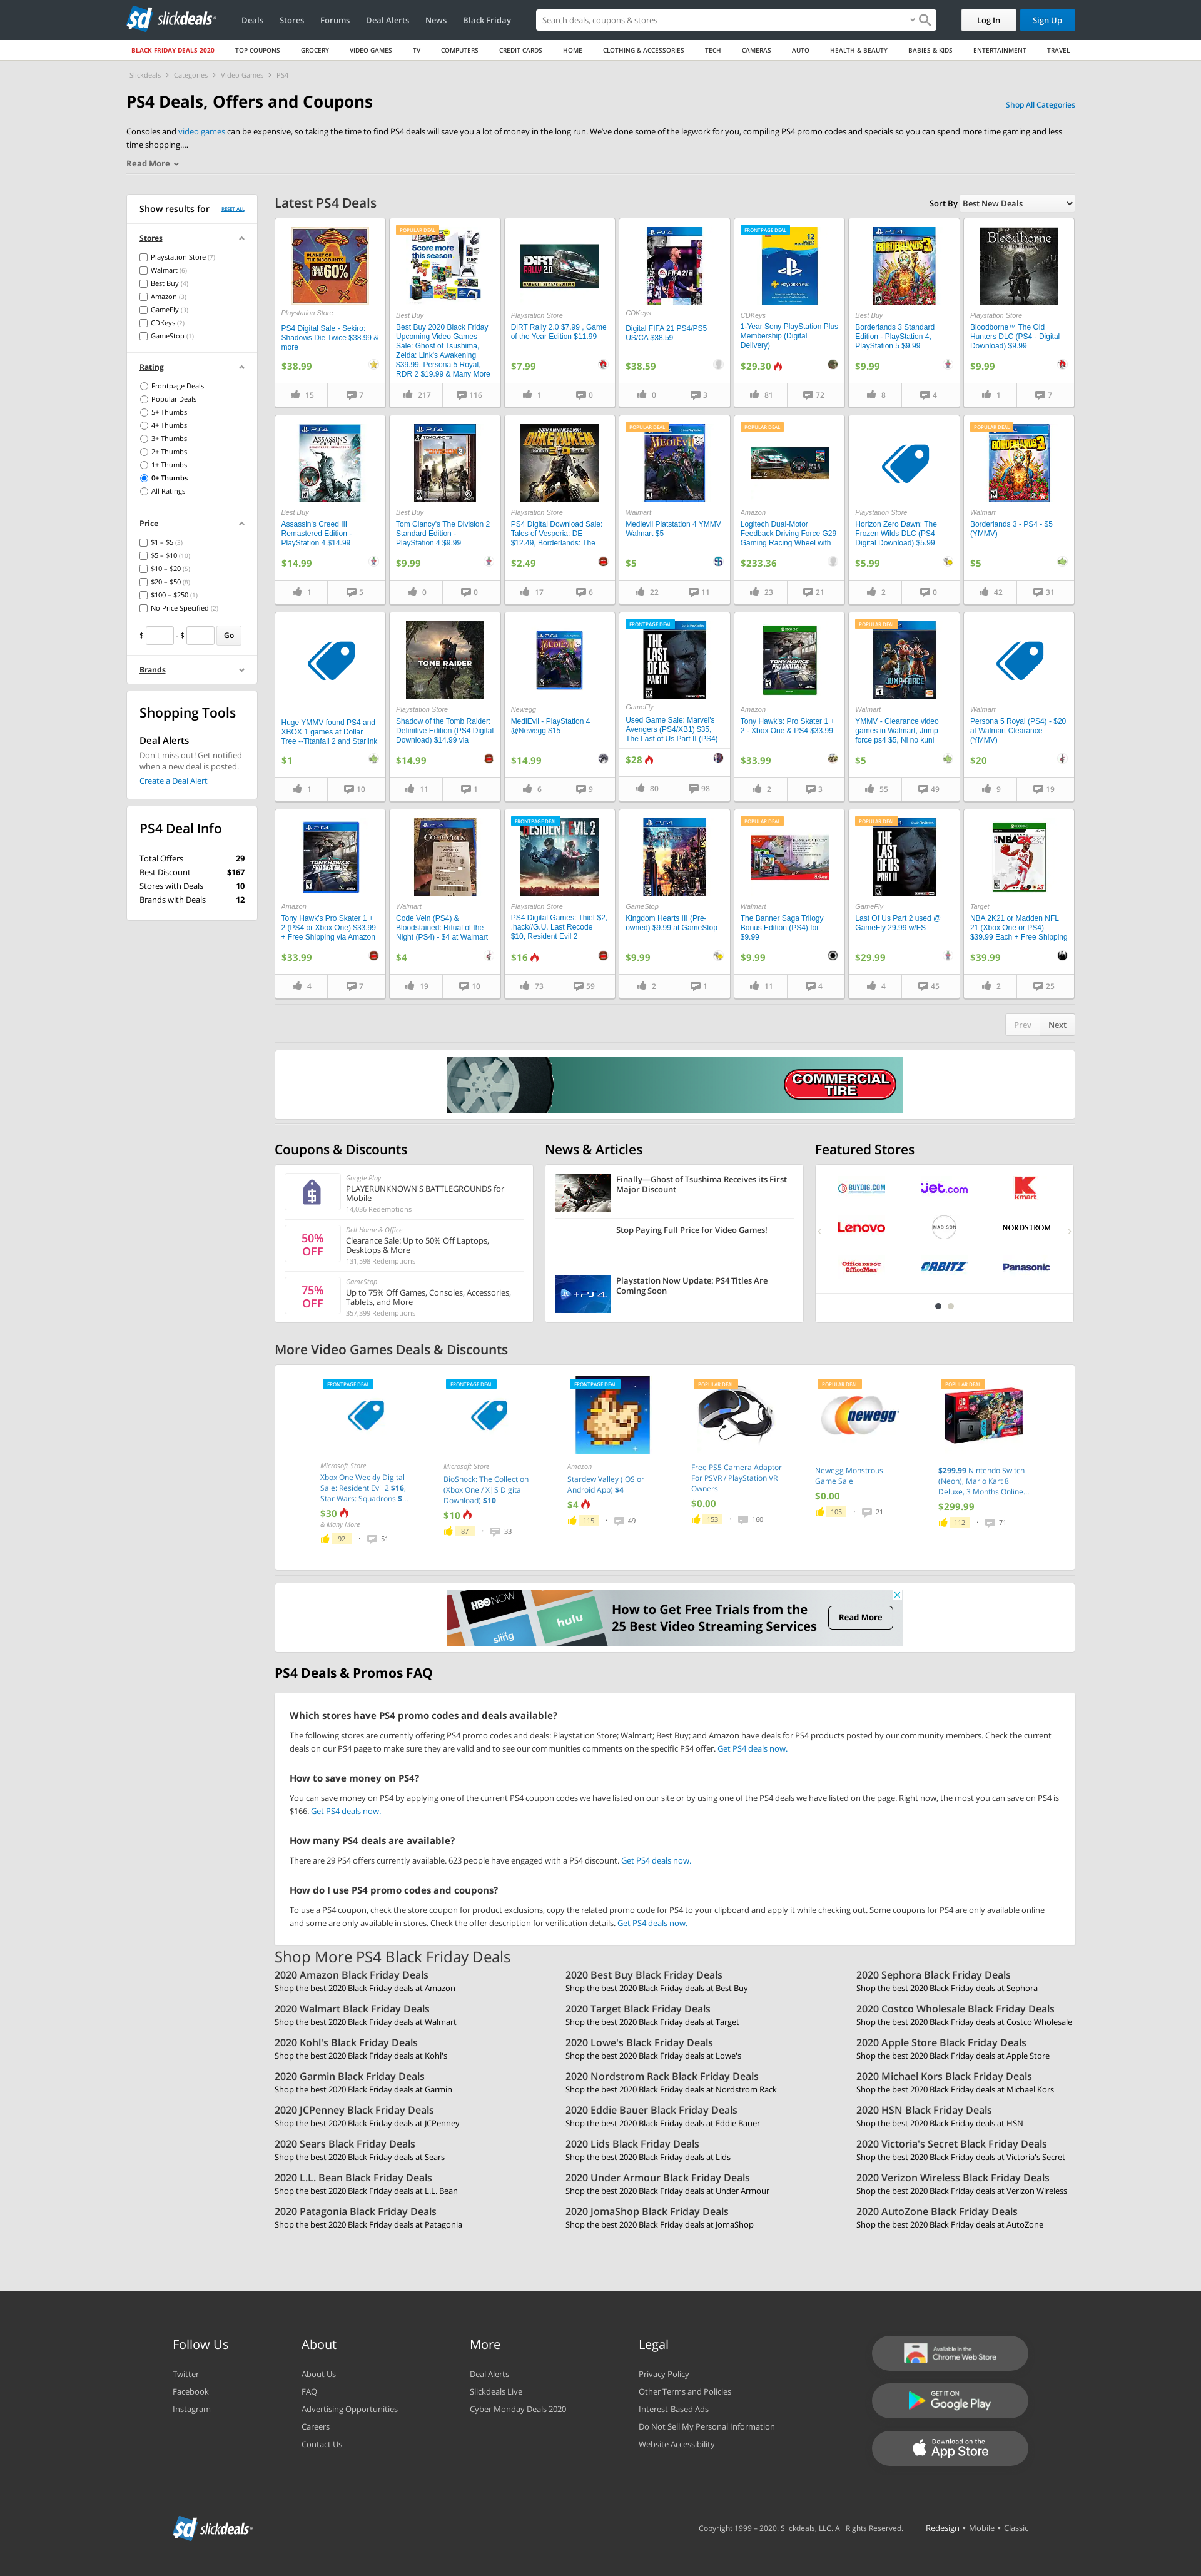 sd slickdeals
Deals
Stores
Forums
Deal Alerts
News
Black Friday
Search deals, coupons & stores
Log In
Sign Up
BLACK FRIDAY DEALS 2020
TOP COUPONS
GROCERY
VIDEO GAMES
TV
COMPUTERS
CREDIT CARDS
HOME
CLOTHING & ACCESSORIES
TECH
CAMERAS
AUTO
HEALTH & BEAUTY
BABIES & KIDS
ENTERTAINMENT
TRAVEL
Slickdeals > Categories > Video Games > PS4
PS4 Deals, Offers and Coupons
Shop All Categories
Consoles and video games can be expensive, so taking the time to find PS4 deals will save you a lot of money in the long run. We've done some of the legwork for you, compiling PS4 promo codes and specials so you can spend more time gaming and less
time shopping....
Read More
Show results for
RESET ALL
Stores
Playstation Store (7)
Walmart (6)
Best Buy (4)
Amazon (3)
GameFly (3)
CDKeys (2)
GameStop (1)
Rating
Frontpage Deals
Popular Deals
5+ Thumbs
4+ Thumbs
3+ Thumbs
2+ Thumbs
1+ Thumbs
0+ Thumbs
All Ratings
Price
$1 – $5 (3)
$5 – $10 (10)
$10 – $20 (5)
$20 – $50 (8)
$100 – $250 (1)
No Price Specified (2)
$ - $ Go
Brands
Shopping Tools
Deal Alerts
Don't miss out! Get notified
when a new deal is posted.
Create a Deal Alert
PS4 Deal Info
Total Offers 29
Best Discount $167
Stores with Deals 10
Brands with Deals 12
Latest PS4 Deals
Sort By Best New Deals
PLANET OF THE DISCOUNTS
60%
Playstation Store
PS4 Digital Sale - Sekiro:
Shadows Die Twice $38.99 &
more
$38.99
15 7
POPULAR DEAL
Score more
this season
Best Buy
Best Buy 2020 Black Friday
Upcoming Video Games
Sale: Ghost of Tsushima,
Zelda: Link's Awakening
$39.99, Persona 5 Royal,
RDR 2 $19.99 & Many More
217 116
DiRT
RALLY 2.0
Playstation Store
DiRT Rally 2.0 $7.99 , Game
of the Year Edition $11.99
$7.99
1 0
FIFA 21
CDKeys
Digital FIFA 21 PS4/PS5
US/CA $38.59
$38.59
0 3
FRONTPAGE DEAL
12
PlayStation Plus
CDKeys
1-Year Sony PlayStation Plus
Membership (Digital
Delivery)
$29.30
81 72
BORDERLANDS 3
Best Buy
Borderlands 3 Standard
Edition - PlayStation 4,
PlayStation 5 $9.99
$9.99
8 4
Bloodborne
Playstation Store
Bloodborne™ The Old
Hunters DLC (PS4 - Digital
Download) $9.99
$9.99
1 7
ASSASSIN'S CREED III
Best Buy
Assassin's Creed III
Remastered Edition -
PlayStation 4 $14.99
$14.99
1 5
Best Buy
Tom Clancy's The Division 2
Standard Edition -
PlayStation 4 $9.99
$9.99
0 0
DUKE NUKEM
Playstation Store
PS4 Digital Download Sale:
Tales of Vesperia: DE
$12.49, Borderlands: The
$2.49
17 6
POPULAR DEAL
MEDIEVIL
Walmart
Medievil Platstation 4 YMMV
Walmart $5
$5
22 11
POPULAR DEAL
Amazon
Logitech Dual-Motor
Feedback Driving Force G29
Gaming Racing Wheel with
$233.36
23 21
Playstation Store
Horizon Zero Dawn: The
Frozen Wilds DLC (PS4
Digital Download) $5.99
$5.99
2 0
POPULAR DEAL
BORDERLANDS 3
Walmart
Borderlands 3 - PS4 - $5
(YMMV)
$5
42 31
Huge YMMV found PS4 and
XBOX 1 games at Dollar
Tree --Titanfall 2 and Starlink
$1
1 10
TOMB RAIDER
Playstation Store
Shadow of the Tomb Raider:
Definitive Edition (PS4 Digital
Download) $14.99 via
$14.99
11 1
MEDIEVIL
Newegg
MediEvil - PlayStation 4
@Newegg $15
$14.99
6 9
FRONTPAGE DEAL
THE LAST OF US PART II
GameFly
Used Game Sale: Marvel's
Avengers (PS4/XB1) $35,
The Last of Us Part II (PS4)
$28
80 98
TONY HAWK'S PRO SKATER
Amazon
Tony Hawk's: Pro Skater 1 +
2 - Xbox One & PS4 $33.99
$33.99
2 3
POPULAR DEAL
JUMP FORCE
Walmart
YMMV - Clearance video
games in Walmart, Jump
force ps4 $5, Ni no kuni
$5
55 49
Walmart
Persona 5 Royal (PS4) - $20
at Walmart Clearance
(YMMV)
$20
9 19
TONY HAWK'S PRO SKATER
Amazon
Tony Hawk's Pro Skater 1 +
2 (PS4 or Xbox One) $33.99
+ Free Shipping via Amazon
$33.99
4 7
CODE VEIN
Walmart
Code Vein (PS4) &
Bloodstained: Ritual of the
Night (PS4) - $4 at Walmart
$4
19 10
FRONTPAGE DEAL
RESIDENT EVIL 2
Playstation Store
PS4 Digital Games: Thief $2,
.hack//G.U. Last Recode
$10, Resident Evil 2
$16
73 59
KINGDOM HEARTS
GameStop
Kingdom Hearts III (Pre-
owned) $9.99 at GameStop
$9.99
2 1
POPULAR DEAL
Walmart
The Banner Saga Trilogy
Bonus Edition (PS4) for
$9.99
$9.99
11 4
POPULAR DEAL
THE LAST OF US PART II
GameFly
Last Of Us Part 2 used @
GameFly 29.99 w/FS
$29.99
4 45
NBA 2K21
Target
NBA 2K21 or Madden NFL
21 (Xbox One or PS4)
$39.99 Each + Free Shipping
$39.99
2 25
Prev Next
COMMERCIAL TIRE
Coupons & Discounts
Google Play
PLAYERUNKNOWN'S BATTLEGROUNDS for
Mobile
14,036 Redemptions
50% OFF
Dell Home & Office
Clearance Sale: Up to 50% Off Laptops,
Desktops & More
131,598 Redemptions
75% OFF
GameStop
Up to 75% Off Games, Consoles, Accessories,
Tablets, and More
357,399 Redemptions
News & Articles
Finally—Ghost of Tsushima Receives its First
Major Discount
Stop Paying Full Price for Video Games!
+PS4
Playstation Now Update: PS4 Titles Are
Coming Soon
Featured Stores
BUYDIG.COM
jet.com
kmart
Lenovo
MADISON
NORDSTROM
Office DEPOT OfficeMax
ORBITZ
Panasonic
More Video Games Deals & Discounts
FRONTPAGE DEAL
Microsoft Store
Xbox One Weekly Digital
Sale: Resident Evil 2 $16,
Star Wars: Squadrons $...
$30
& Many More
92 · 51
FRONTPAGE DEAL
Microsoft Store
BioShock: The Collection
(Xbox One / X|S Digital
Download) $10
$10
87 · 33
FRONTPAGE DEAL
Amazon
Stardew Valley (iOS or
Android App) $4
$4
115 · 49
POPULAR DEAL
Free PS5 Camera Adaptor
For PSVR / PlayStation VR
Owners
$0.00
153 · 160
POPULAR DEAL
newegg
Newegg Monstrous
Game Sale
$0.00
105 · 21
POPULAR DEAL
$299.99 Nintendo Switch
(Neon), Mario Kart 8
Deluxe, 3 Months Online...
$299.99
112 · 71
HBO NOW
sling
hulu
How to Get Free Trials from the
25 Best Video Streaming Services
Read More
PS4 Deals & Promos FAQ
Which stores have PS4 promo codes and deals available?
The following stores are currently offering PS4 promo codes and deals: Playstation Store; Walmart; Best Buy; and Amazon have deals for PS4 products posted by our community members. Check the current
deals on our PS4 page to make sure they are valid and to see our communities comments on the specific PS4 offer. Get PS4 deals now.
How to save money on PS4?
You can save money on PS4 by applying one of the current PS4 coupon codes we have listed on our site or by using one of the PS4 deals we have listed on the page. Right now, the most you can save on PS4 is
$166. Get PS4 deals now.
How many PS4 deals are available?
There are 29 PS4 offers currently available. 623 people have engaged with a PS4 discount. Get PS4 deals now.
How do I use PS4 promo codes and coupons?
To use a PS4 coupon, check the store coupon for product exclusions, copy the related promo code for PS4 to your clipboard and apply it while checking out. Some coupons for PS4 are only available online
and some are only available in stores. Check the offer description for verification details. Get PS4 deals now.
Shop More PS4 Black Friday Deals
2020 Amazon Black Friday Deals
Shop the best 2020 Black Friday deals at Amazon
2020 Best Buy Black Friday Deals
Shop the best 2020 Black Friday deals at Best Buy
2020 Sephora Black Friday Deals
Shop the best 2020 Black Friday deals at Sephora
2020 Walmart Black Friday Deals
Shop the best 2020 Black Friday deals at Walmart
2020 Target Black Friday Deals
Shop the best 2020 Black Friday deals at Target
2020 Costco Wholesale Black Friday Deals
Shop the best 2020 Black Friday deals at Costco Wholesale
2020 Kohl's Black Friday Deals
Shop the best 2020 Black Friday deals at Kohl's
2020 Lowe's Black Friday Deals
Shop the best 2020 Black Friday deals at Lowe's
2020 Apple Store Black Friday Deals
Shop the best 2020 Black Friday deals at Apple Store
2020 Garmin Black Friday Deals
Shop the best 2020 Black Friday deals at Garmin
2020 Nordstrom Rack Black Friday Deals
Shop the best 2020 Black Friday deals at Nordstrom Rack
2020 Michael Kors Black Friday Deals
Shop the best 2020 Black Friday deals at Michael Kors
2020 JCPenney Black Friday Deals
Shop the best 2020 Black Friday deals at JCPenney
2020 Eddie Bauer Black Friday Deals
Shop the best 2020 Black Friday deals at Eddie Bauer
2020 HSN Black Friday Deals
Shop the best 2020 Black Friday deals at HSN
2020 Sears Black Friday Deals
Shop the best 2020 Black Friday deals at Sears
2020 Lids Black Friday Deals
Shop the best 2020 Black Friday deals at Lids
2020 Victoria's Secret Black Friday Deals
Shop the best 2020 Black Friday deals at Victoria's Secret
2020 L.L. Bean Black Friday Deals
Shop the best 2020 Black Friday deals at L.L. Bean
2020 Under Armour Black Friday Deals
Shop the best 2020 Black Friday deals at Under Armour
2020 Verizon Wireless Black Friday Deals
Shop the best 2020 Black Friday deals at Verizon Wireless
2020 Patagonia Black Friday Deals
Shop the best 2020 Black Friday deals at Patagonia
2020 JomaShop Black Friday Deals
Shop the best 2020 Black Friday deals at JomaShop
2020 AutoZone Black Friday Deals
Shop the best 2020 Black Friday deals at AutoZone
Follow Us
Twitter
Facebook
Instagram
About
About Us
FAQ
Advertising Opportunities
Careers
Contact Us
More
Deal Alerts
Slickdeals Live
Cyber Monday Deals 2020
Legal
Privacy Policy
Other Terms and Policies
Interest-Based Ads
Do Not Sell My Personal Information
Website Accessibility
Available in the
Chrome Web Store
GET IT ON
Google Play
Download on the
App Store
sd slickdeals
Copyright 1999 – 2020. Slickdeals, LLC. All Rights Reserved.
Redesign • Mobile • Classic